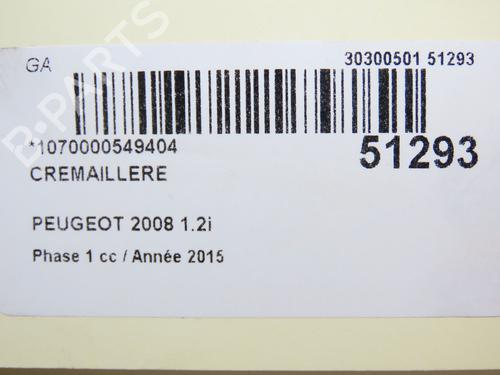 GA
30300501 51293
*1070000549404
51293
CREMAILLERE
PEUGEOT 2008 1.2i
Phase 1 cc / Année 2015
B-PARTS